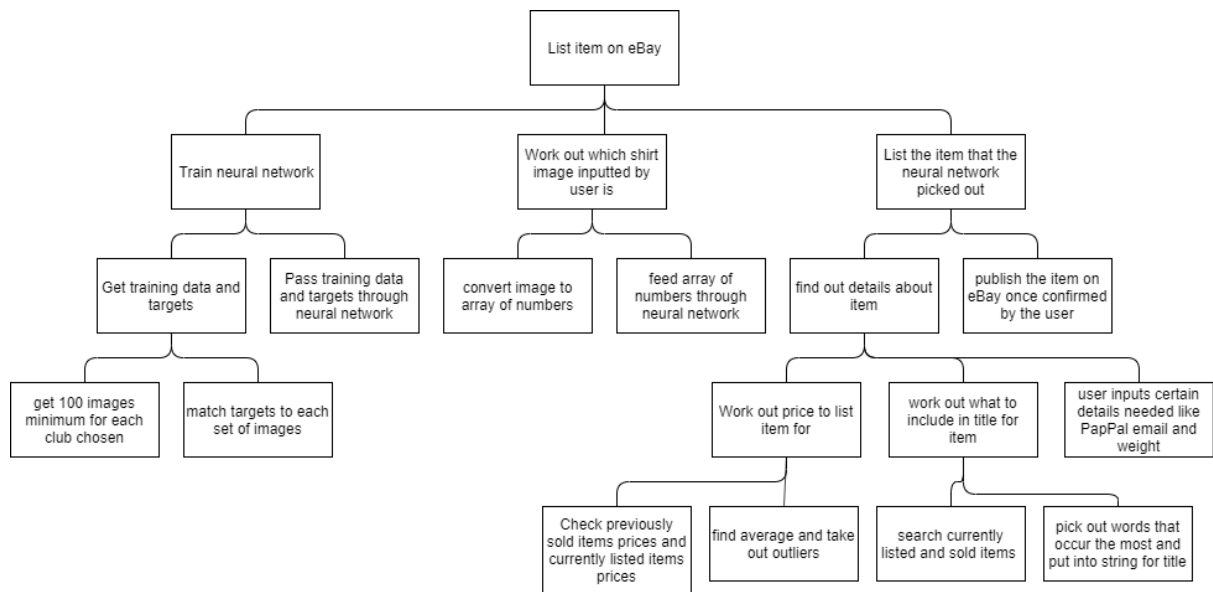 List item on eBay
Train neural network
Work out which shirt
image inputted by
user is
List the item that the
neural network
picked out
Get training data and
targets
Pass training data
and targets through
neural network
convert image to
array of numbers
feed array of
numbers through
neural network
find out details about
item
publish the item on
eBay once confirmed
by the user
get 100 images
minimum for each
club chosen
match targets to each
set of images
Work out price to list
item for
work out what to
include in title for
item
user inputs certain
details needed like
PapPal email and
weight
Check previously
sold items prices and
currently listed items
prices
find average and take
out outliers
search currently
listed and sold items
pick out words that
occur the most and
put into string for title